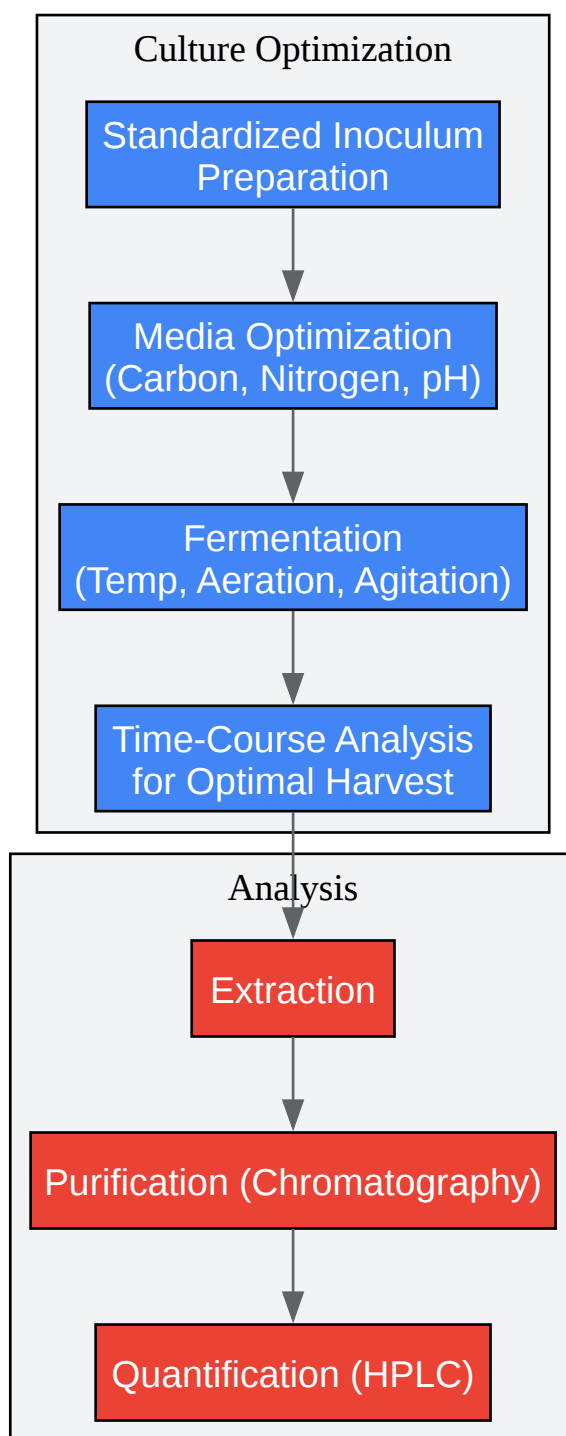 Culture Optimization
Standardized Inoculum
Preparation
Media Optimization
(Carbon, Nitrogen, pH)
Fermentation
(Temp, Aeration, Agitation)
Time-Course Analysis
for Optimal Harvest
Analysis
Extraction
Purification (Chromatography)
Quantification (HPLC)